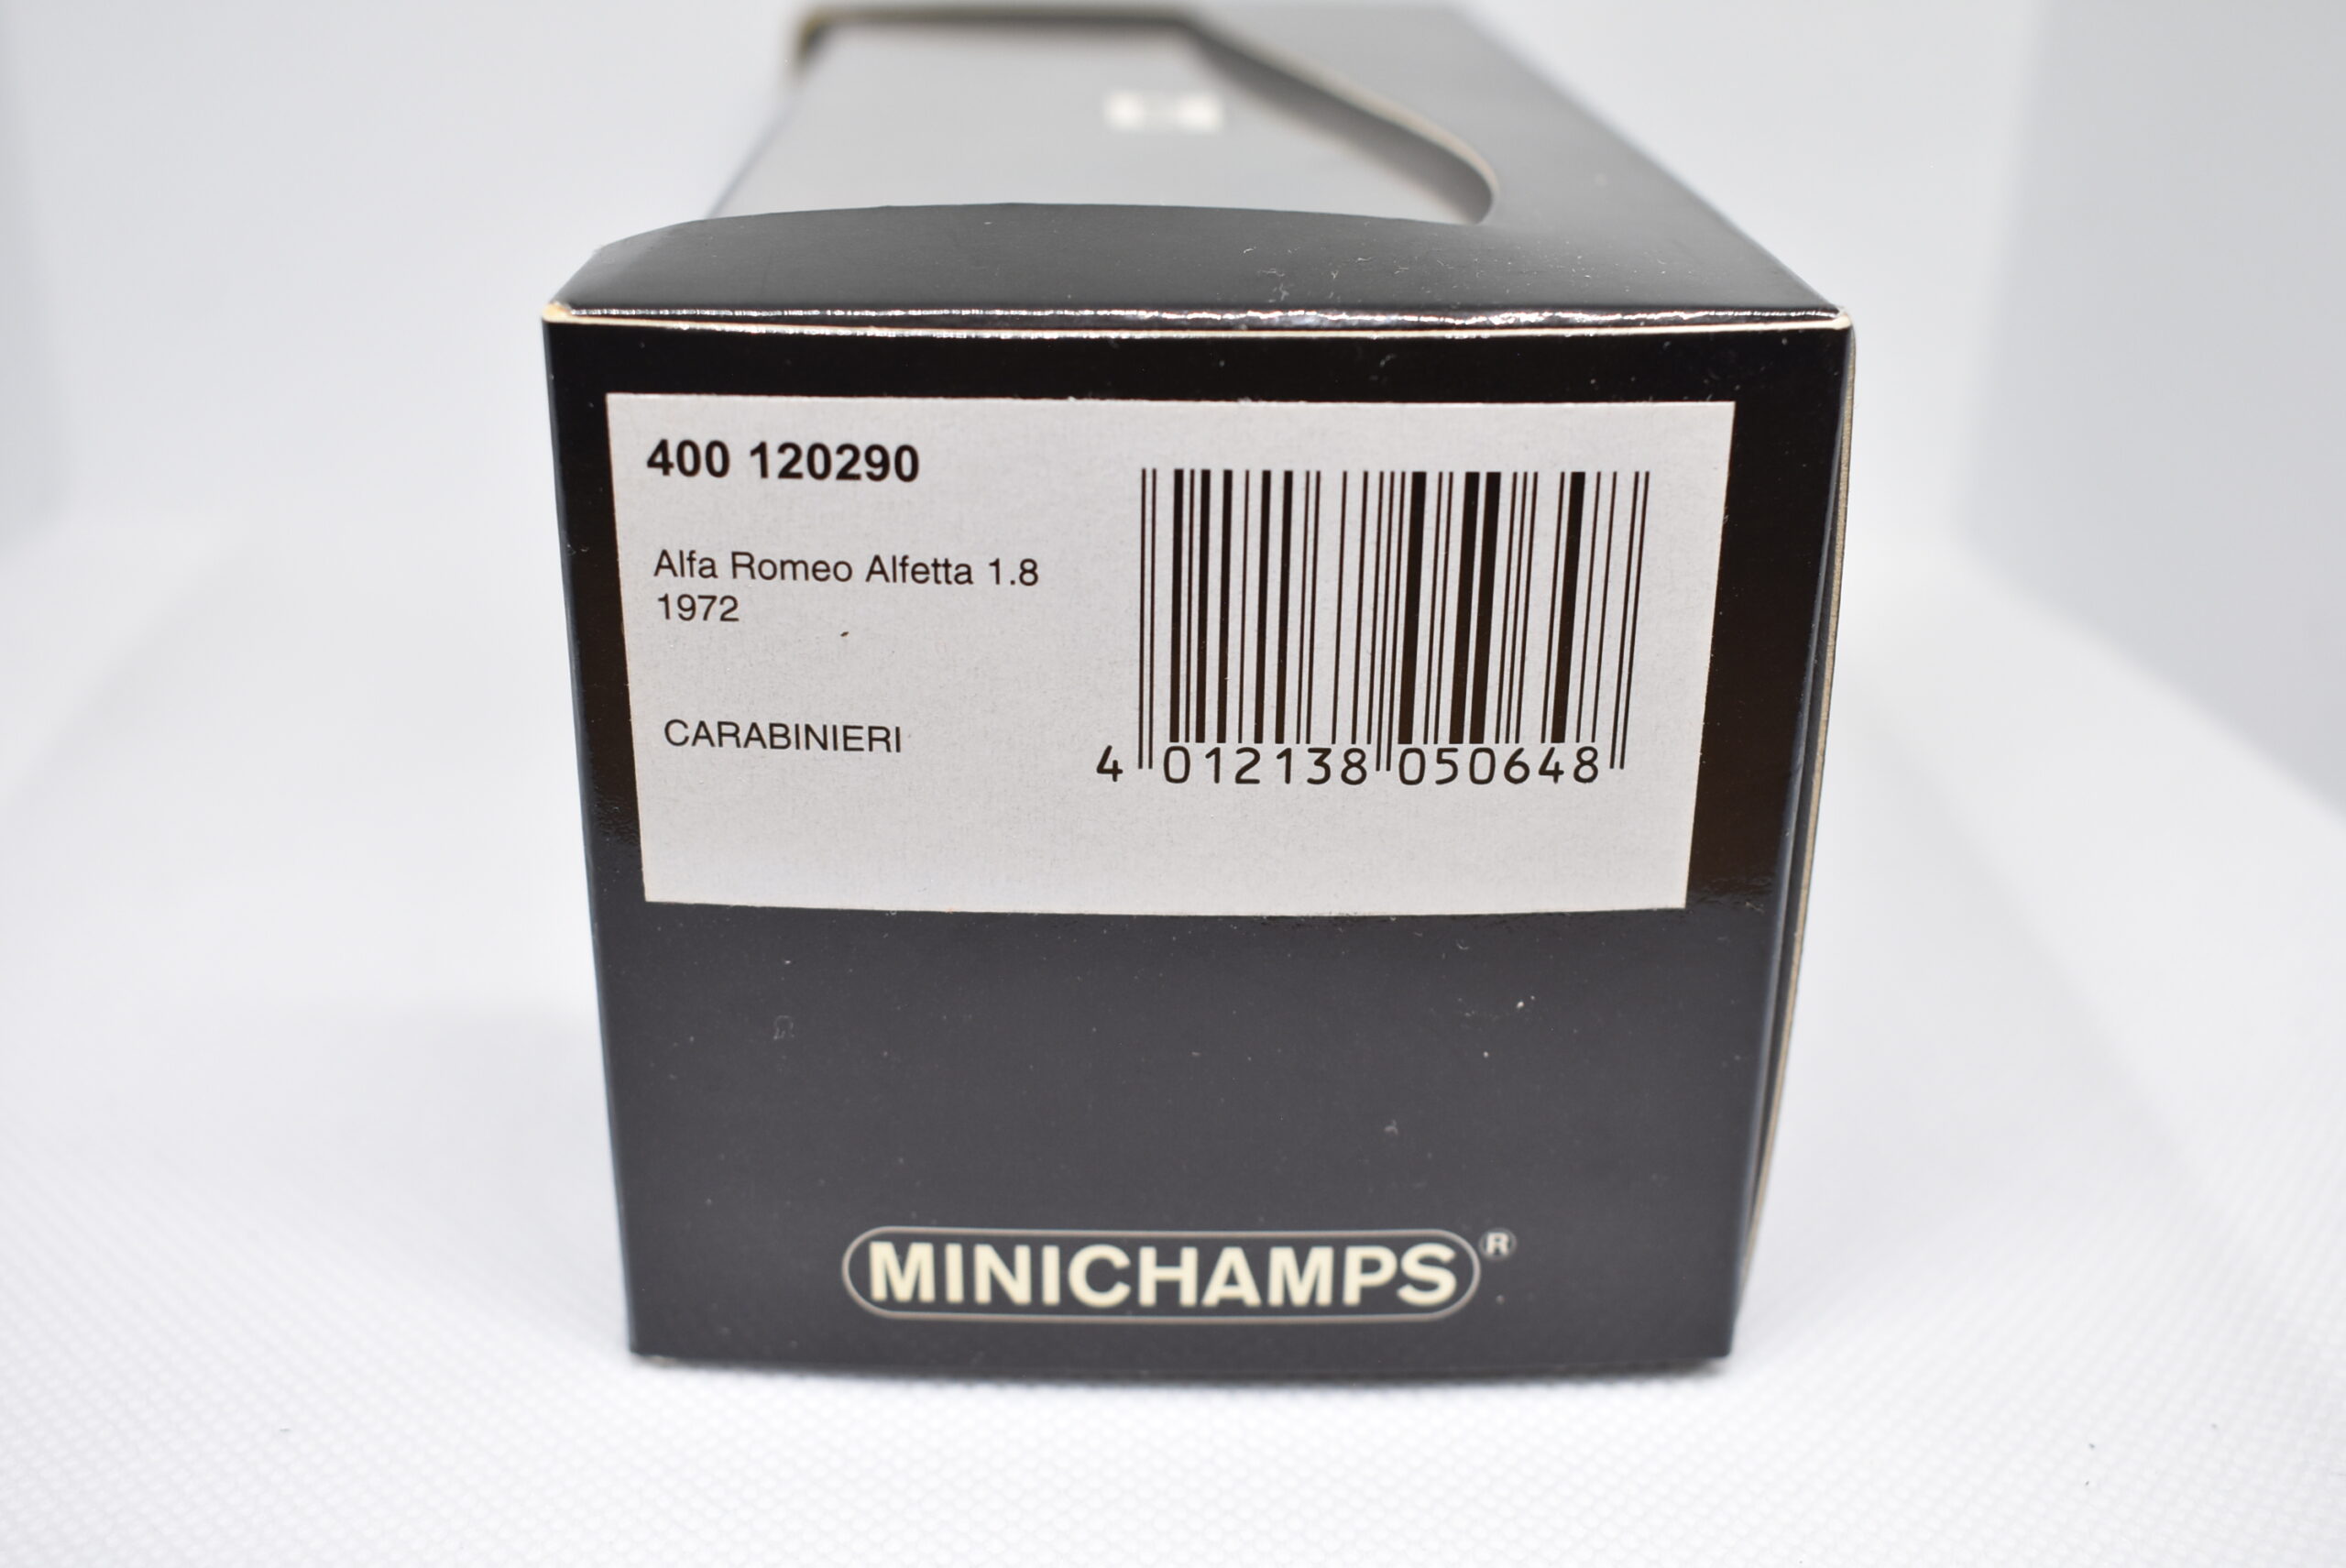 400 120290
Alfa Romeo Alfetta 1.8
1972
CARABINIERI
4 012138 050648
MINICHAMPS®